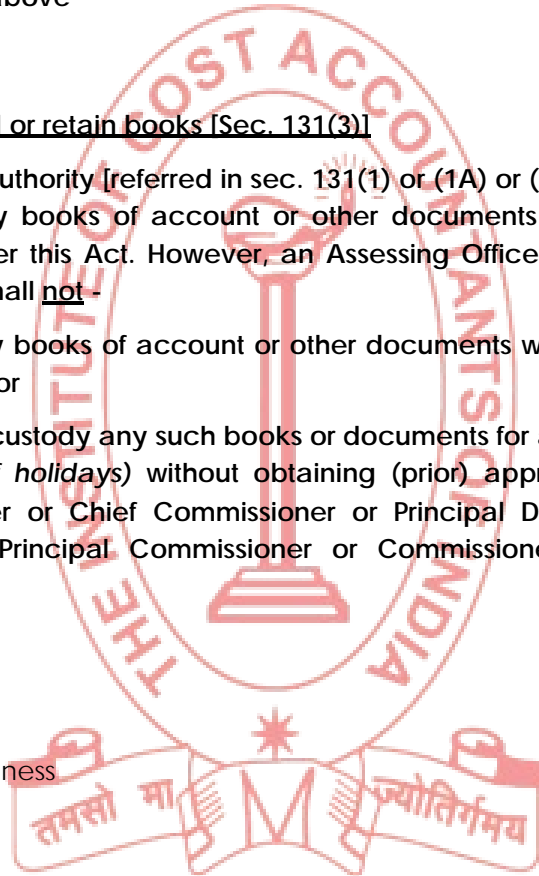 above
l or retain books [Sec. 131(3)]
uthority [referred in sec. 131(1) or (1A) or (
y books of account or other documents
er this Act. However, an Assessing Office
hall not -
y books of account or other documents w
or
custody any such books or documents for a
f holidays) without obtaining (prior) appr
er or Chief Commissioner or Principal D
Principal Commissioner or Commissione
ness
THE INSTITUTE OF COST ACCOUNTANTS OF INDIA
तमसो मा ज्योतिर्गमय